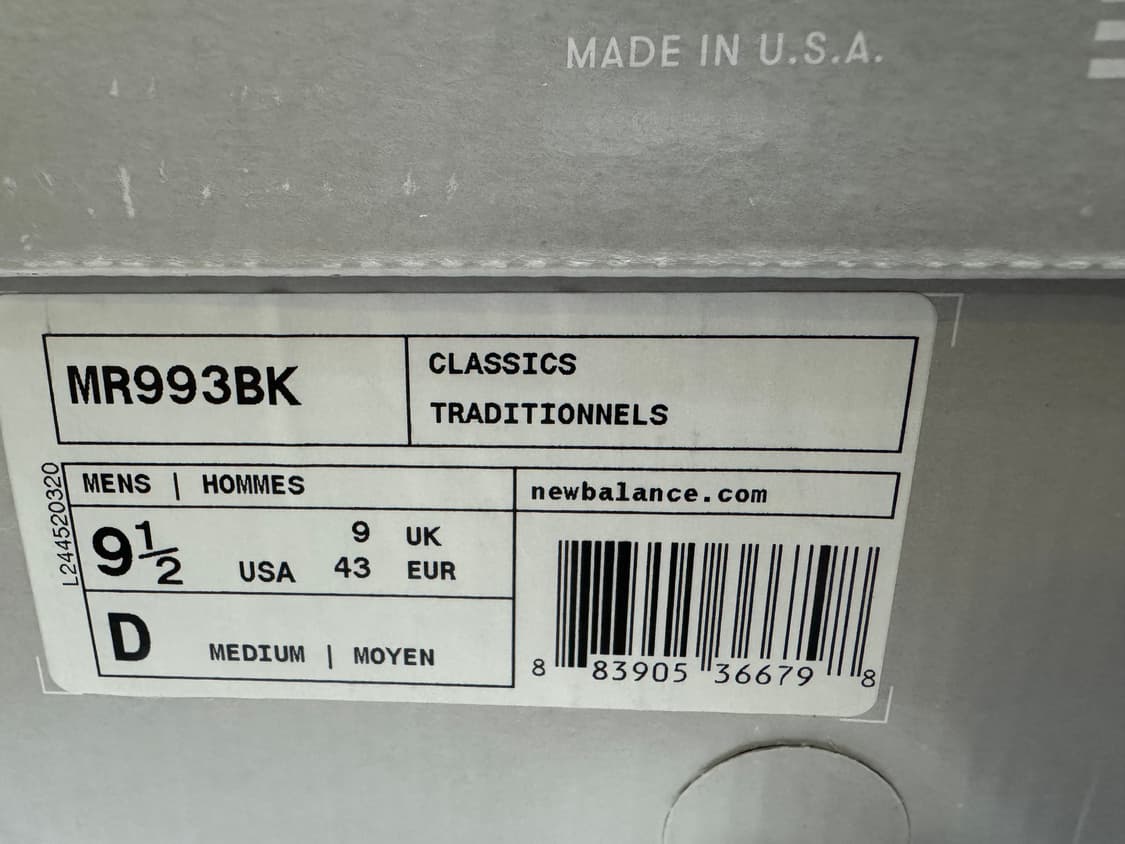 MADE IN U.S.A.
MR993BK
CLASSICS
TRADITIONNELS
L244520320
MENS | HOMMES
newbalance.com
9½ USA 9 UK
43 EUR
D MEDIUM | MOYEN
8 83905 36679 8